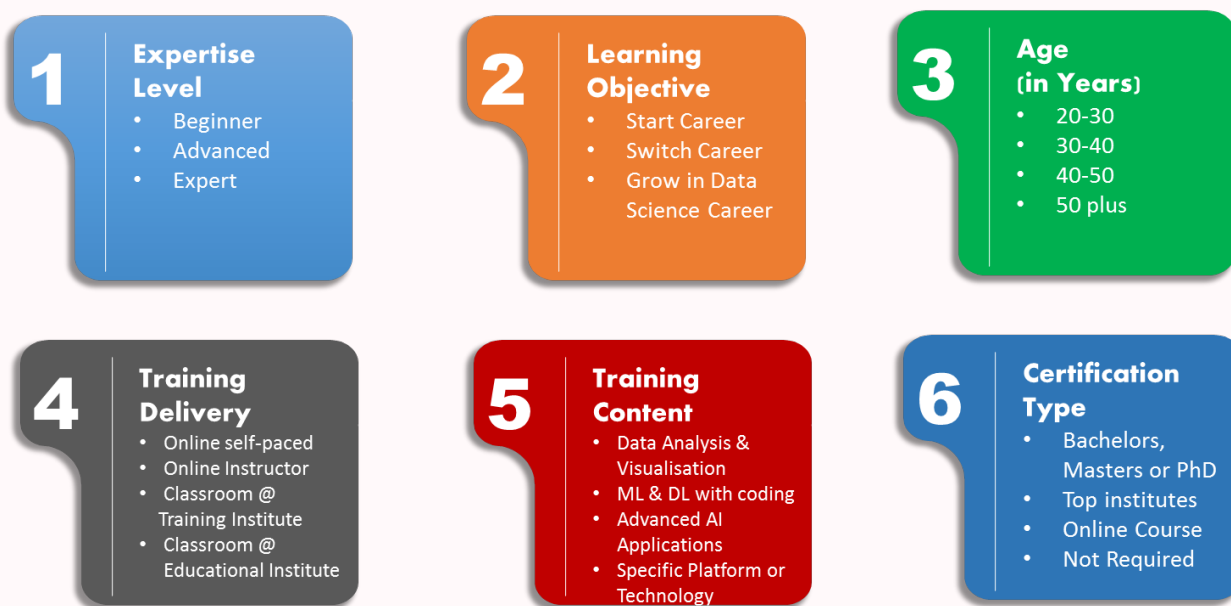 1
Expertise
Level
• Beginner
• Advanced
• Expert
2
Learning
Objective
• Start Career
• Switch Career
• Grow in Data
Science Career
3
Age
(in Years)
• 20-30
• 30-40
• 40-50
• 50 plus
4
Training
Delivery
• Online self-paced
• Online Instructor
• Classroom @
Training Institute
• Classroom @
Educational Institute
5
Training
Content
• Data Analysis &
Visualisation
• ML & DL with coding
• Advanced AI
Applications
• Specific Platform or
Technology
6
Certification
Type
• Bachelors,
Masters or PhD
• Top institutes
• Online Course
• Not Required